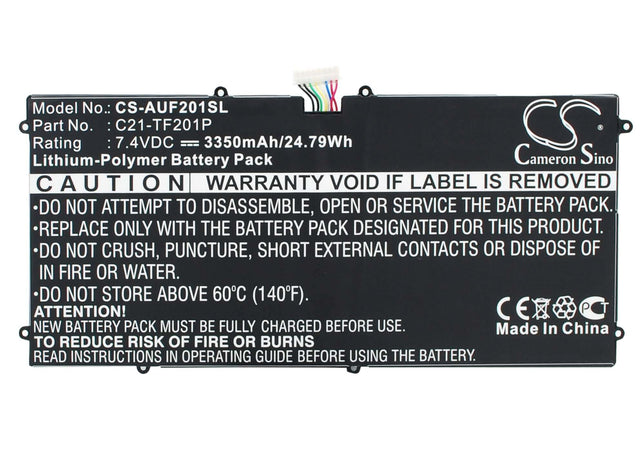 Model No.: CS-AUF201SL
Part No. : C21-TF201P
Rating : 7.4VDC ⎓ 3350mAh/24.79Wh
Lithium-Polymer Battery Pack
CS
Cameron Sino
CAUTION WARRANTY VOID IF LABEL IS REMOVED
•DO NOT ATTEMPT TO DISASSEMBLE, OPEN OR SERVICE THE BATTERY PACK.
•REPLACE ONLY WITH THE BATTERY PACK DESIGNATED FOR THIS PRODUCT.
•DO NOT CRUSH, PUNCTURE, SHORT EXTERNAL CONTACTS OR DISPOSE OF
IN FIRE OR WATER.
•DO NOT STORE ABOVE 60°C (140°F).
ATTENTION!
NEW BATTERY PACK MUST BE FULLY CHARGED BEFORE FIRST USE.
TO REDUCE RISK OF FIRE OR BURNS
READ INSTRUCTIONS BEFORE USING THE BATTERY.
CE PCT
Made In China